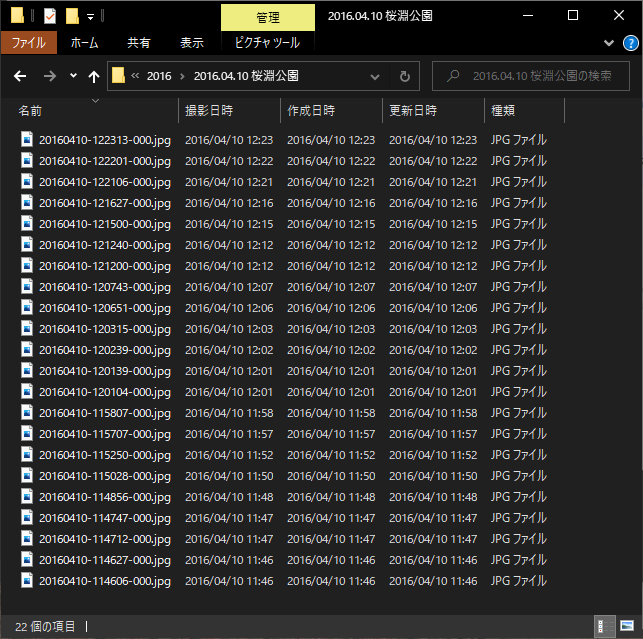 管理
2016.04.10 桜淵公園
ファイル ホーム 共有 表示 ピクチャ ツール
2016 2016.04.10 桜淵公園 2016.04.10 桜淵公園の検索
名前 撮影日時 作成日時 更新日時 種類
20160410-122313-000.jpg 2016/04/10 12:23 2016/04/10 12:23 2016/04/10 12:23 JPG ファイル
20160410-122201-000.jpg 2016/04/10 12:22 2016/04/10 12:22 2016/04/10 12:22 JPG ファイル
20160410-122106-000.jpg 2016/04/10 12:21 2016/04/10 12:21 2016/04/10 12:21 JPG ファイル
20160410-121627-000.jpg 2016/04/10 12:16 2016/04/10 12:16 2016/04/10 12:16 JPG ファイル
20160410-121500-000.jpg 2016/04/10 12:15 2016/04/10 12:15 2016/04/10 12:15 JPG ファイル
20160410-121240-000.jpg 2016/04/10 12:12 2016/04/10 12:12 2016/04/10 12:12 JPG ファイル
20160410-121200-000.jpg 2016/04/10 12:12 2016/04/10 12:12 2016/04/10 12:12 JPG ファイル
20160410-120743-000.jpg 2016/04/10 12:07 2016/04/10 12:07 2016/04/10 12:07 JPG ファイル
20160410-120651-000.jpg 2016/04/10 12:06 2016/04/10 12:06 2016/04/10 12:06 JPG ファイル
20160410-120315-000.jpg 2016/04/10 12:03 2016/04/10 12:03 2016/04/10 12:03 JPG ファイル
20160410-120239-000.jpg 2016/04/10 12:02 2016/04/10 12:02 2016/04/10 12:02 JPG ファイル
20160410-120139-000.jpg 2016/04/10 12:01 2016/04/10 12:01 2016/04/10 12:01 JPG ファイル
20160410-120104-000.jpg 2016/04/10 12:01 2016/04/10 12:01 2016/04/10 12:01 JPG ファイル
20160410-115807-000.jpg 2016/04/10 11:58 2016/04/10 11:58 2016/04/10 11:58 JPG ファイル
20160410-115707-000.jpg 2016/04/10 11:57 2016/04/10 11:57 2016/04/10 11:57 JPG ファイル
20160410-115250-000.jpg 2016/04/10 11:52 2016/04/10 11:52 2016/04/10 11:52 JPG ファイル
20160410-115028-000.jpg 2016/04/10 11:50 2016/04/10 11:50 2016/04/10 11:50 JPG ファイル
20160410-114856-000.jpg 2016/04/10 11:48 2016/04/10 11:48 2016/04/10 11:48 JPG ファイル
20160410-114747-000.jpg 2016/04/10 11:47 2016/04/10 11:47 2016/04/10 11:47 JPG ファイル
20160410-114712-000.jpg 2016/04/10 11:47 2016/04/10 11:47 2016/04/10 11:47 JPG ファイル
20160410-114627-000.jpg 2016/04/10 11:46 2016/04/10 11:46 2016/04/10 11:46 JPG ファイル
20160410-114606-000.jpg 2016/04/10 11:46 2016/04/10 11:46 2016/04/10 11:46 JPG ファイル
22 個の項目